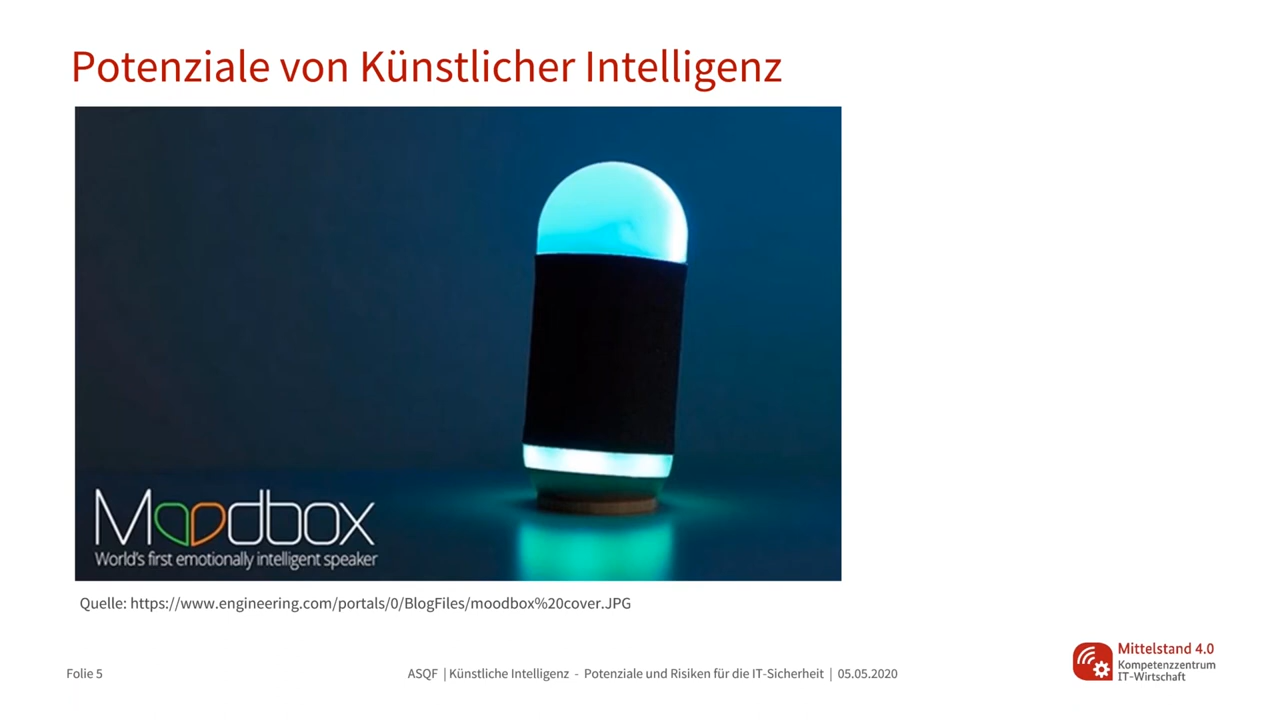 Potenziale von Künstlicher Intelligenz
Moodbox
World's first emotionally intelligent speaker
Quelle: https://www.engineering.com/portals/0/BlogFiles/moodbox%20cover.JPG
Folie 5
ASQF | Künstliche Intelligenz - Potenziale und Risiken für die IT-Sicherheit | 05.05.2020
Mittelstand 4.0
Kompetenzzentrum
IT-Wirtschaft